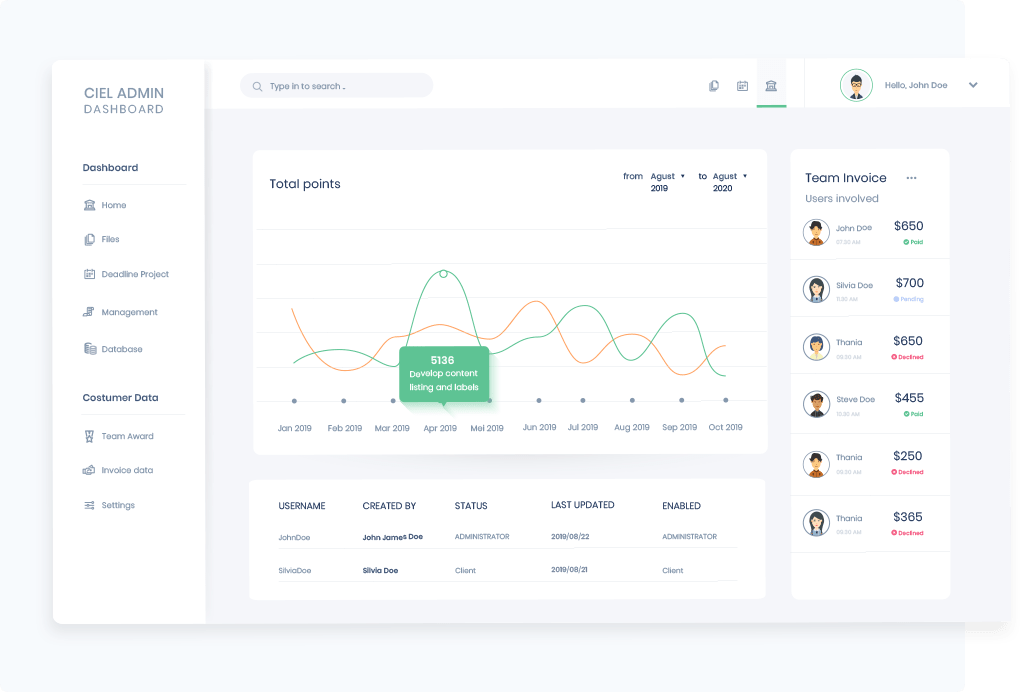 CIEL ADMIN
DASHBOARD
Dashboard
Home
Files
Deadline Project
Management
Database
Costumer Data
Team Award
Invoice data
Settings
Type in to search ..
Hello, John Doe
Total points
from Agust 2019 to Agust 2020
5136
Develop content
listing and labels
Jan 2019 Feb 2019 Mar 2019 Apr 2019 Mei 2019 Jun 2019 Jul 2019 Aug 2019 Sep 2019 Oct 2019
USERNAME CREATED BY STATUS LAST UPDATED ENABLED
JohnDoe John James Doe ADMINISTRATOR 2019/08/22 ADMINISTRATOR
SilviaDoe Silvia Doe Client 2019/08/21 Client
Team Invoice ...
Users involved
John Doe $650
07.30 AM Paid
Silvia Doe $700
11.30 AM Pending
Thania $650
09.30 AM Declined
Steve Doe $455
10.30 AM Paid
Thania $250
09.30 AM Declined
Thania $365
09.30 AM Declined